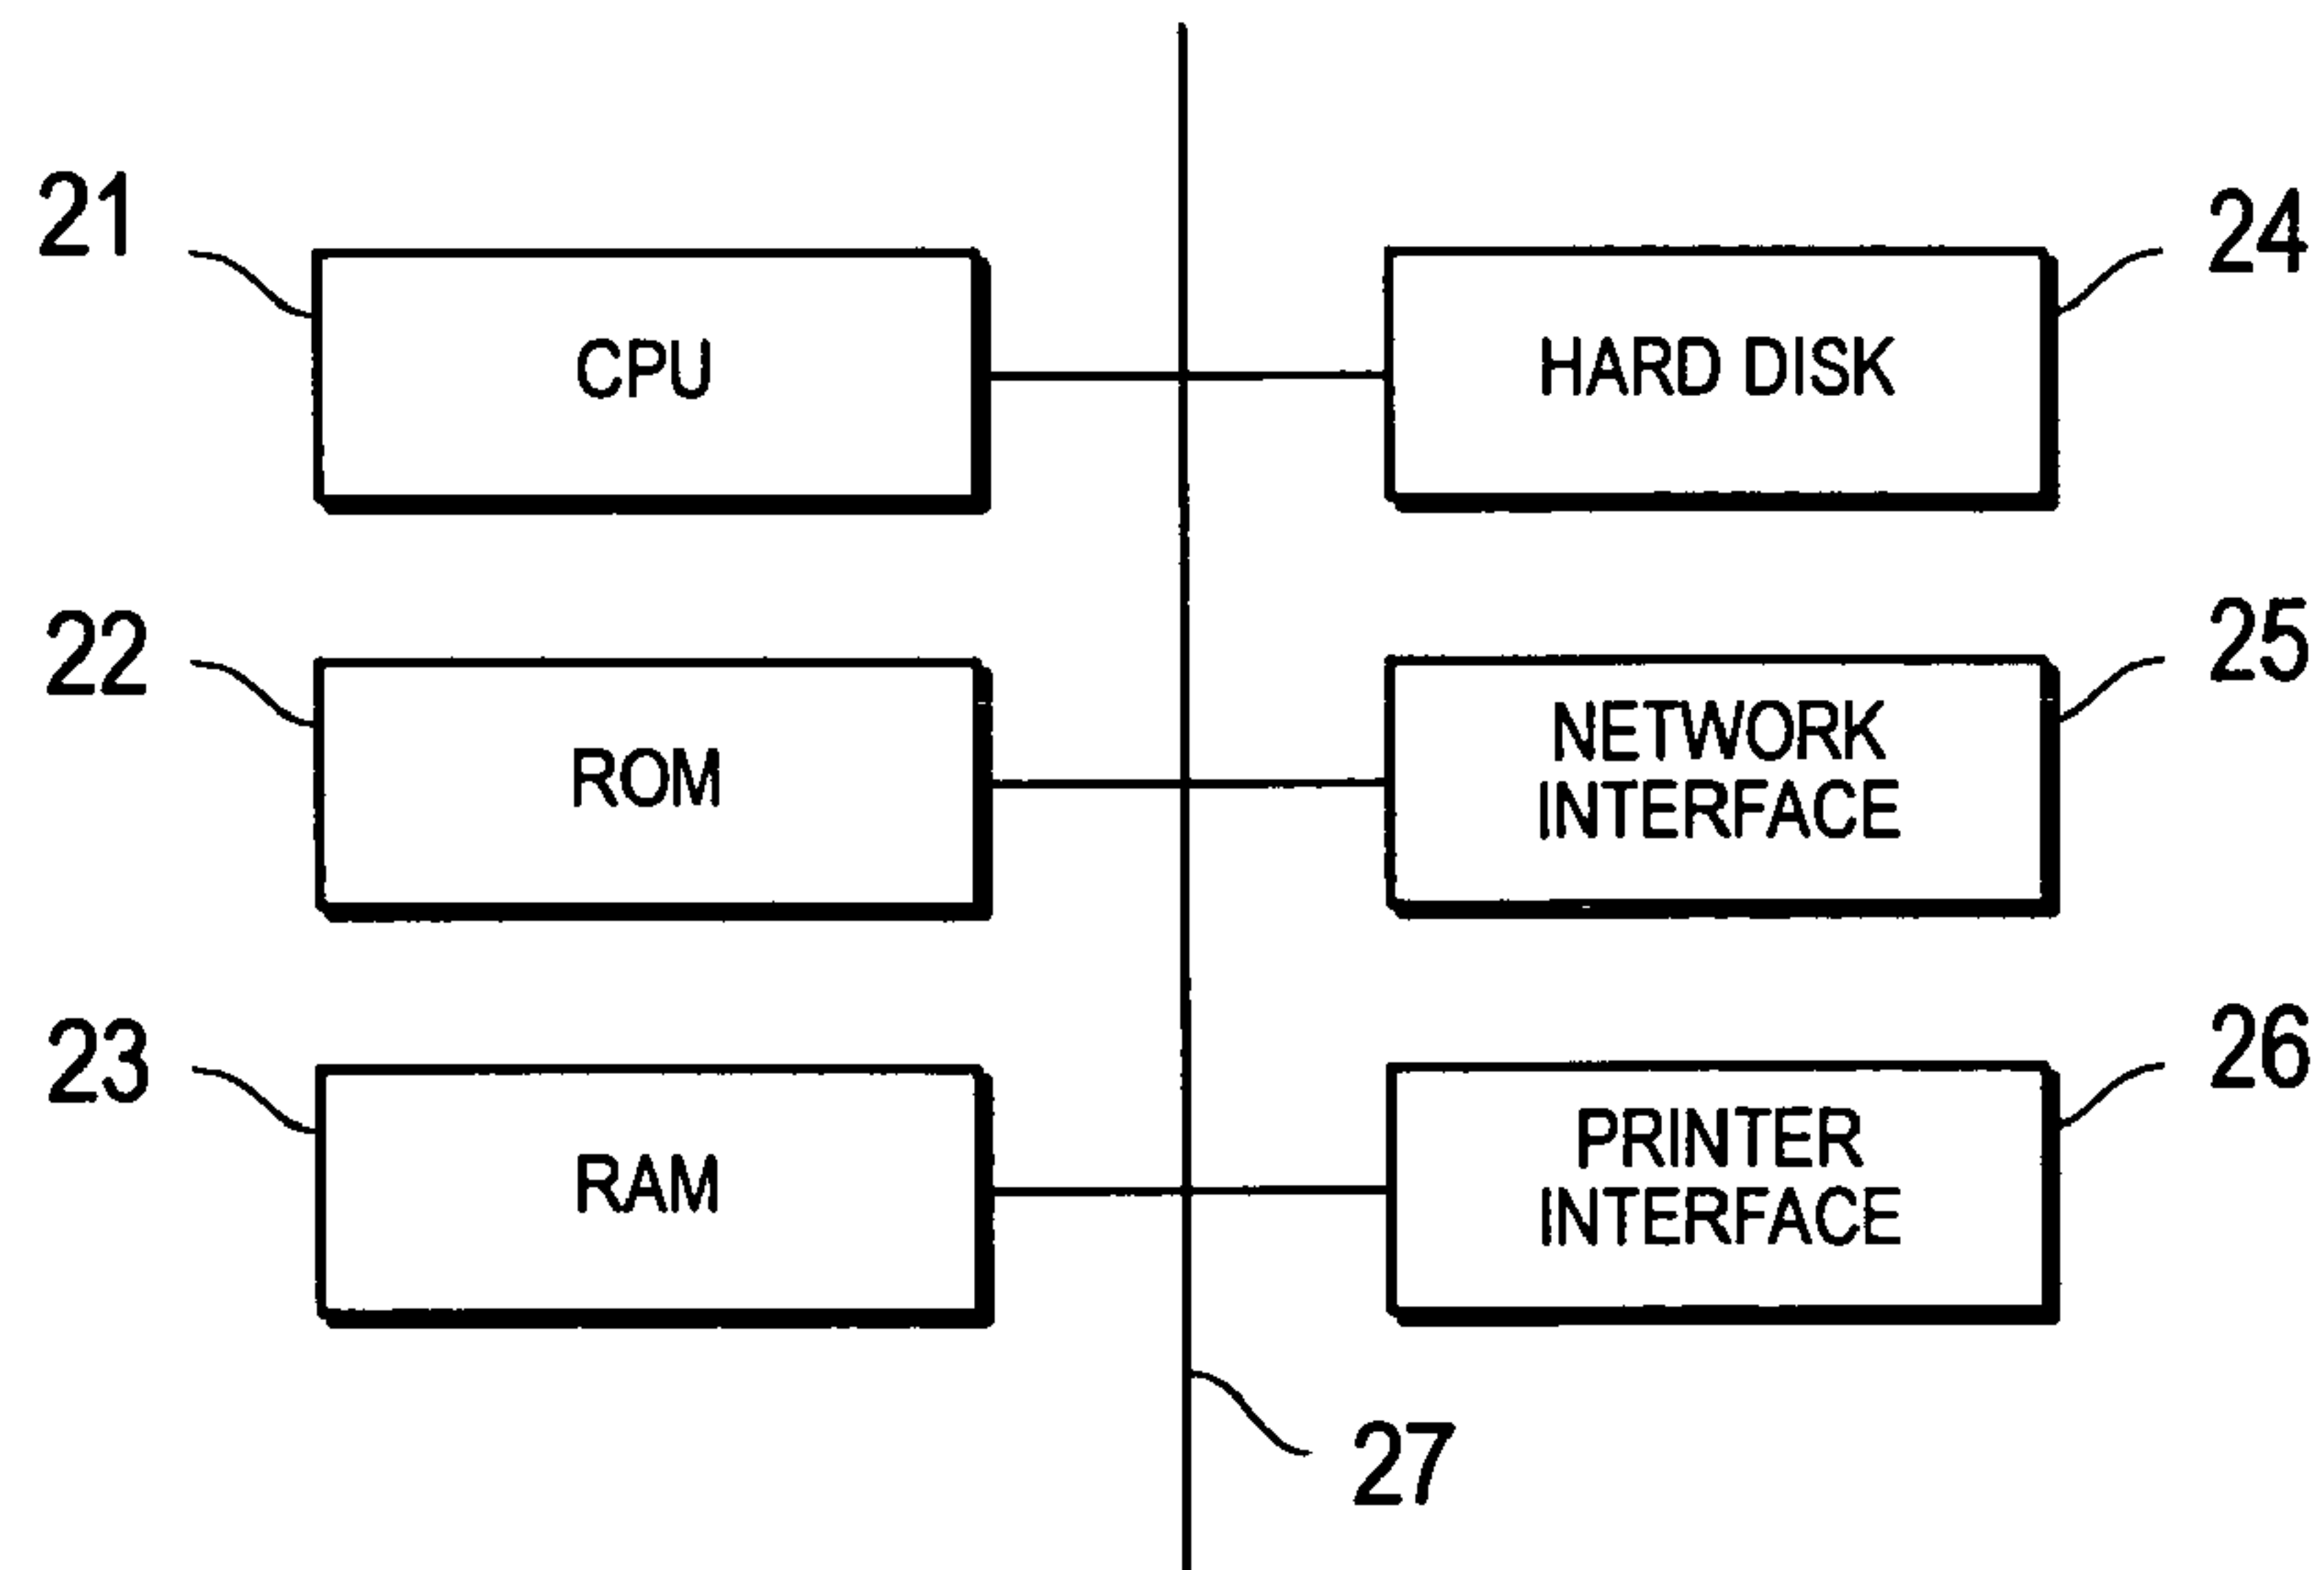 21
CPU
24
HARD DISK
22
ROM
25
NETWORK
INTERFACE
23
RAM
26
PRINTER
INTERFACE
27